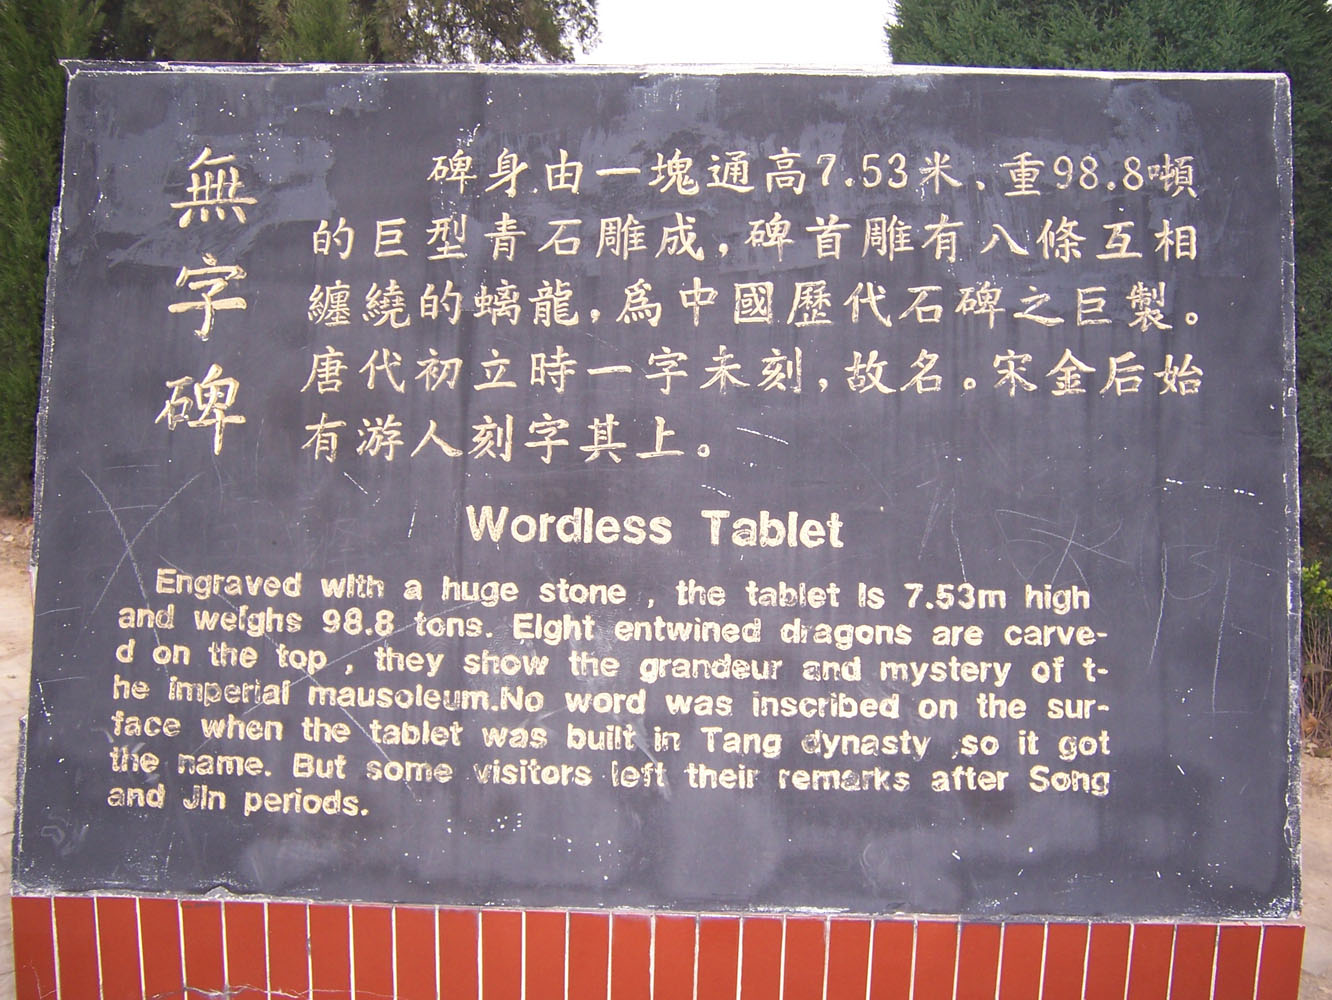 無字碑
碑身由一塊通高7.53米、重98.8噸
的巨型青石雕成，碑首雕有八條互相
纏繞的螭龍，爲中國歷代石碑之巨製。
唐代初立時一字未刻，故名。宋金后始
有游人刻字其上。
Wordless Tablet
Engraved with a huge stone , the tablet is 7.53m high
and weighs 98.8 tons. Eight entwined dragons are carve-
d on the top , they show the grandeur and mystery of t-
he imperial mausoleum.No word was inscribed on the sur-
face when the tablet was built in Tang dynasty ,so it got
the name. But some visitors left their remarks after Song
and Jin periods.